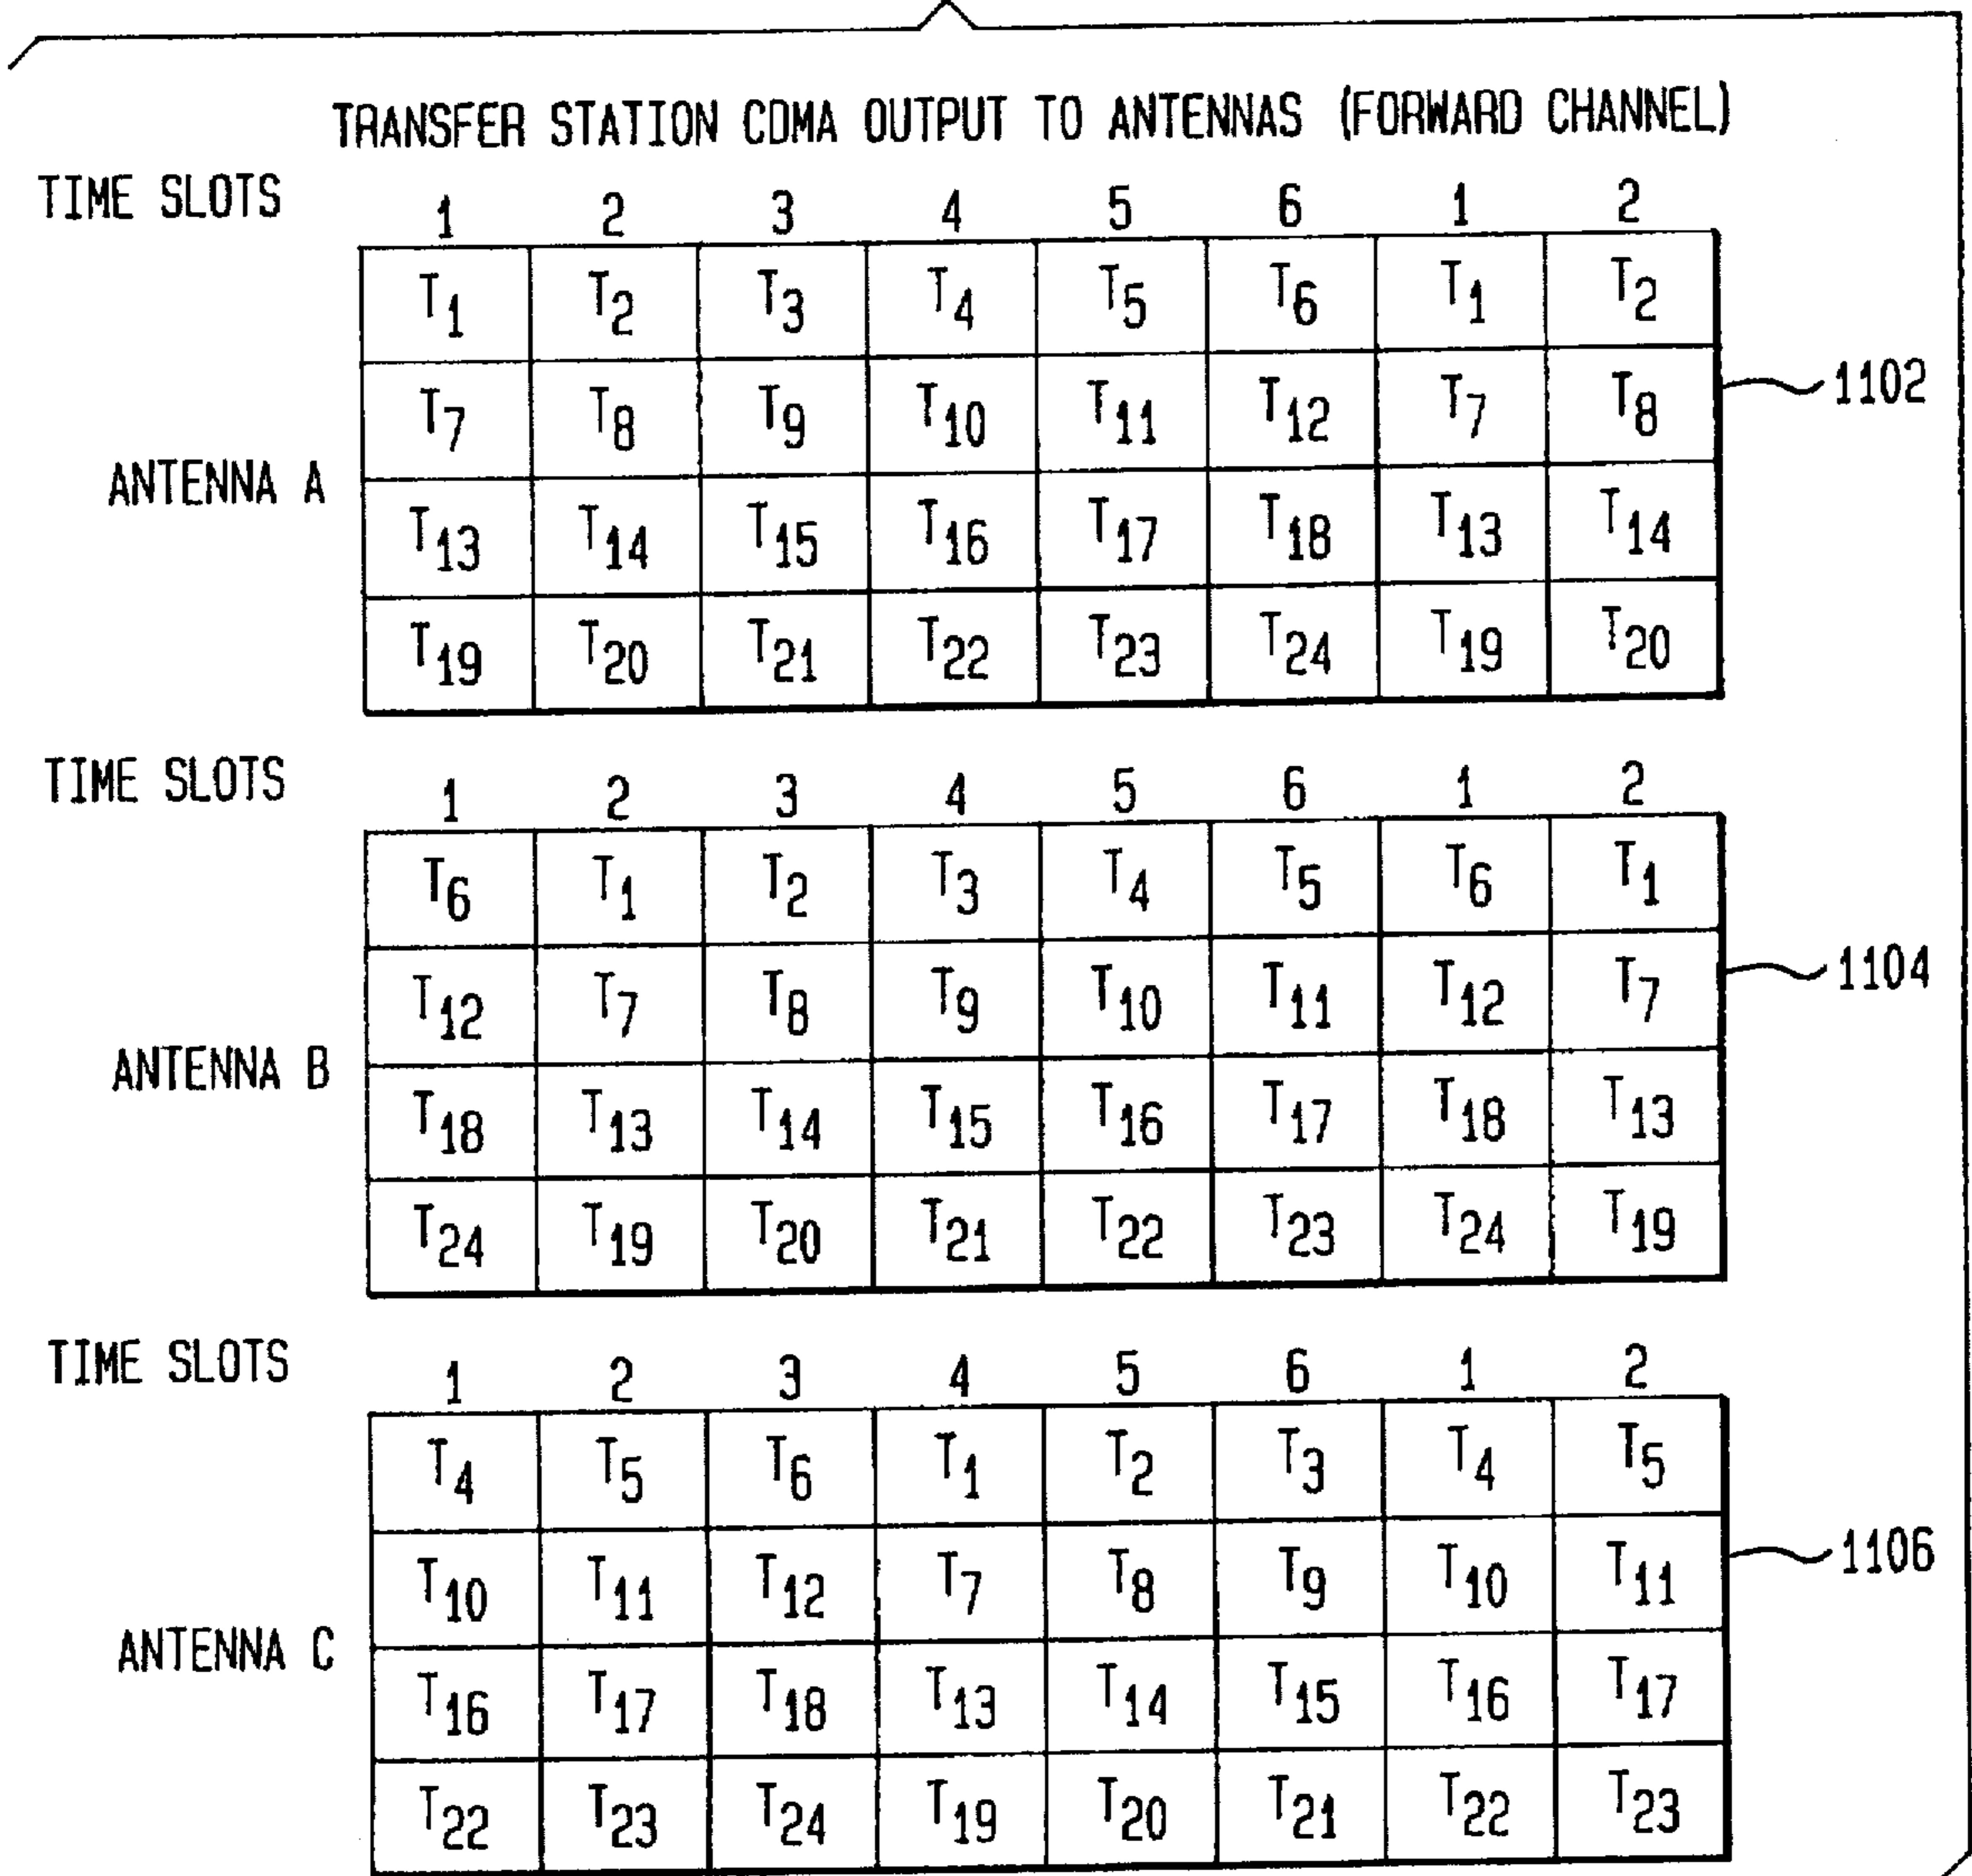 TRANSFER STATION CDMA OUTPUT TO ANTENNAS (FORWARD CHANNEL)
TIME SLOTS 1 2 3 4 5 6 1 2
T1 T2 T3 T4 T5 T6 T1 T2
T7 T8 T9 T10 T11 T12 T7 T8 1102
ANTENNA A
T13 T14 T15 T16 T17 T18 T13 T14
T19 T20 T21 T22 T23 T24 T19 T20
TIME SLOTS 1 2 3 4 5 6 1 2
T6 T1 T2 T3 T4 T5 T6 T1
T12 T7 T8 T9 T10 T11 T12 T7 1104
ANTENNA B
T18 T13 T14 T15 T16 T17 T18 T13
T24 T19 T20 T21 T22 T23 T24 T19
TIME SLOTS 1 2 3 4 5 6 1 2
T4 T5 T6 T1 T2 T3 T4 T5
T10 T11 T12 T7 T8 T9 T10 T11 1106
ANTENNA C
T16 T17 T18 T13 T14 T15 T16 T17
T22 T23 T24 T19 T20 T21 T22 T23